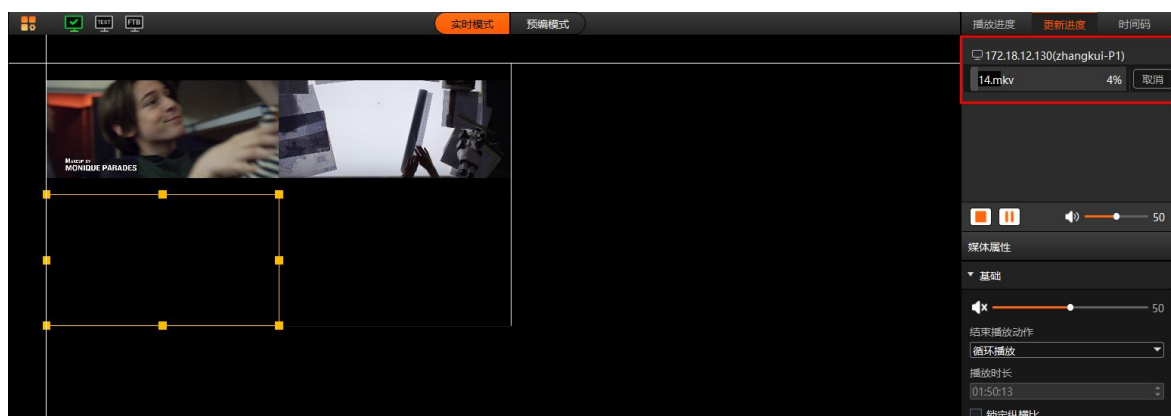 TEST
FTB
实时模式
预编模式
播放进度
更新进度
时间码
172.18.12.130(zhangkui-P1)
14.mkv 4% 取消
MAKEUP BY
MONIQUE PARADES
50
媒体属性
基础
50
结束播放动作
循环播放
播放时长
01:50:13
锁定纵横比